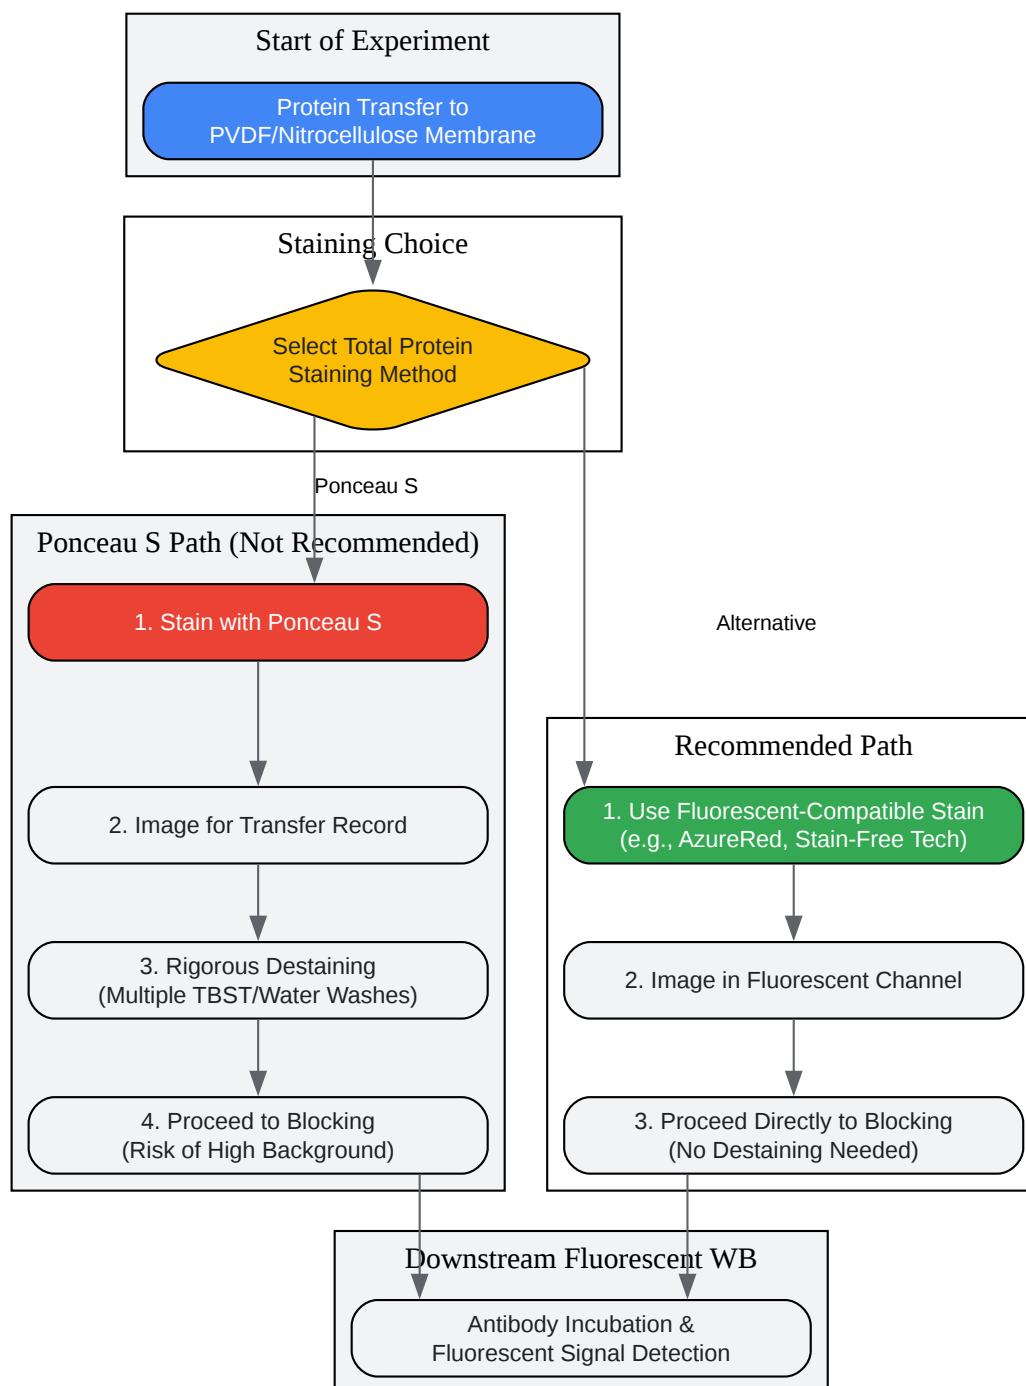 Start of Experiment
Protein Transfer to
PVDF/Nitrocellulose Membrane
Staining Choice
Select Total Protein
Staining Method
Ponceau S
Ponceau S Path (Not Recommended)
1. Stain with Ponceau S
2. Image for Transfer Record
3. Rigorous Destaining
(Multiple TBST/Water Washes)
4. Proceed to Blocking
(Risk of High Background)
Alternative
Recommended Path
1. Use Fluorescent-Compatible Stain
(e.g., AzureRed, Stain-Free Tech)
2. Image in Fluorescent Channel
3. Proceed Directly to Blocking
(No Destaining Needed)
Downstream Fluorescent WB
Antibody Incubation &
Fluorescent Signal Detection